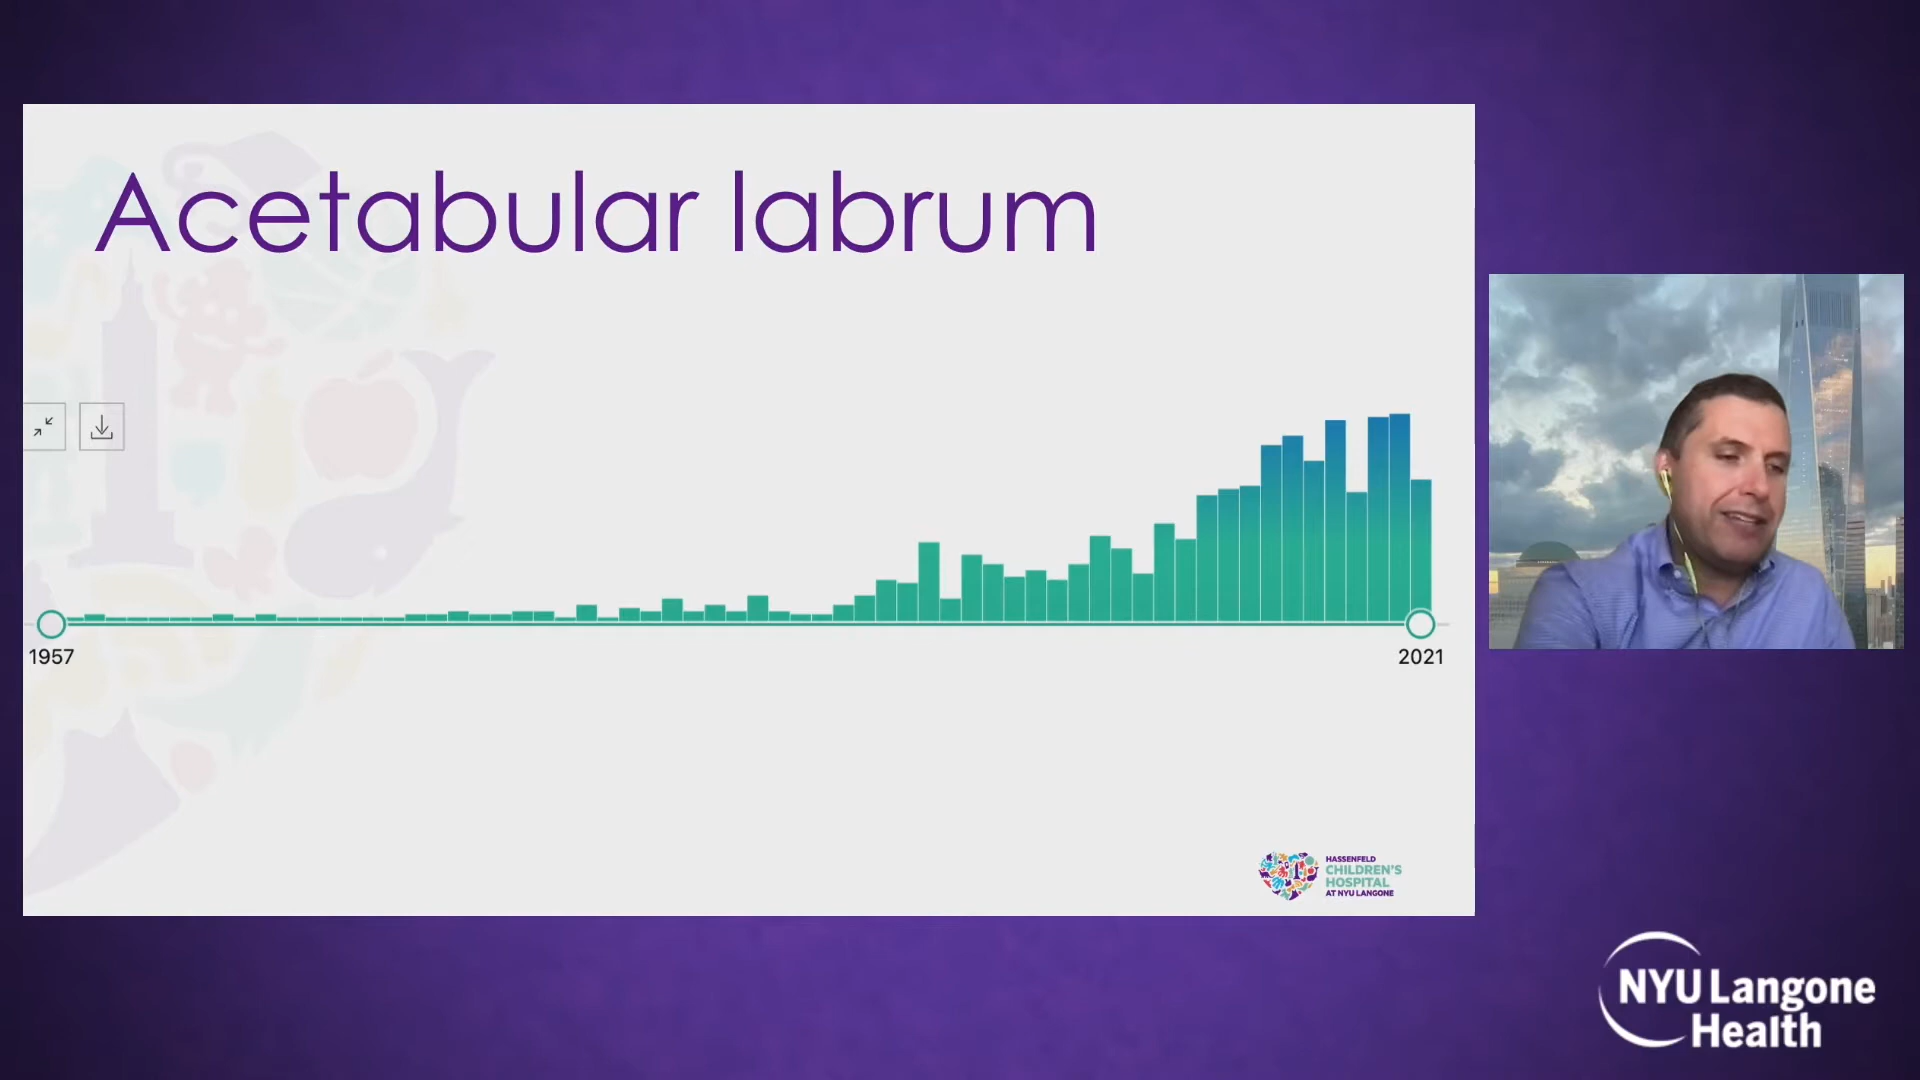 Acetabular labrum
1957
2021
HASSENFELD
CHILDREN'S
HOSPITAL
AT NYU LANGONE
NYU Langone
Health